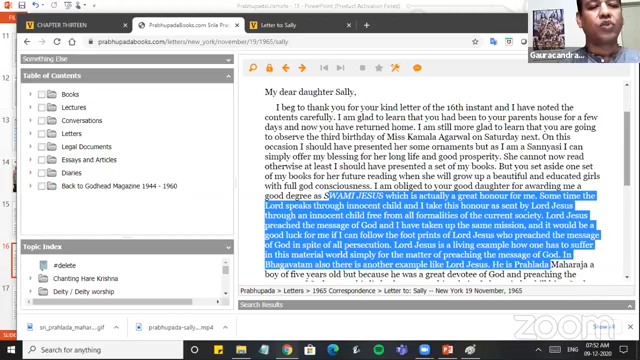 CHAPTER THIRTEEN
PrabhupadaBooks.com Srila Pra
Letter to: Sally
prabhupadabooks.com/letters/new_york/november/19/1965/sally
13 - PowerPoint (Product Activation Failed)
Something Else
Table of Contents
Books
Lectures
Conversations
Letters
Legal Documents
Essays and Articles
Diaries
Back to Godhead Magazine 1944 - 1960
Topic Index
#delete
Chanting Hare Krishna
Deity / Deity worship
My dear daughter Sally,
I beg to thank you for your kind letter of the 16th instant and I have noted the
contents carefully. I am glad to learn that you had been to your parents house for a few
days and now you have returned home. I am still more glad to learn that you are going
to observe the third birthday of Miss Kamala Agarwal on Saturday next. On this
occasion I should have presented her some ornaments but as I am a Sannyasi I can
simply offer my blessing for her long life and good prosperity. She cannot now read
otherwise at least I should have presented a set of my books. But you set aside one set
of my books for her future reading when she will grow up a beautiful and educated girls
with full god consciousness. I am obliged to your good daughter for awarding me a
good degree as SWAMI JESUS which is actually a great honour for me. Some time the
Lord speaks through innocent child and I take this honour as sent by Lord Jesus
through an innocent child free from all formalities of the current society. Lord Jesus
preached the message of God and I have taken up the same mission, and it would be a
good luck for me if I can follow the foot prints of Lord Jesus who preached the message
of God in spite of all persecution. Lord Jesus is a living example how one has to suffer
in this material world simply for the matter of preaching the message of God. In
Bhagavatam also there is another example like Lord Jesus. He is Prahlada Maharaja a
boy of five years old but because he was a great devotee of God and preaching the
Prabhupada > Letters > 1965 Correspondence > Letter to: Sally -- New York 19 November, 1965
Search Results
Gauracandra
sri_prahlada_maharaj.gif
prabhupada-sally.mp4
Show all
zoom
Type here to search
ENG
07:52 AM
09-12-2020
11
12
13
14
15
16
17